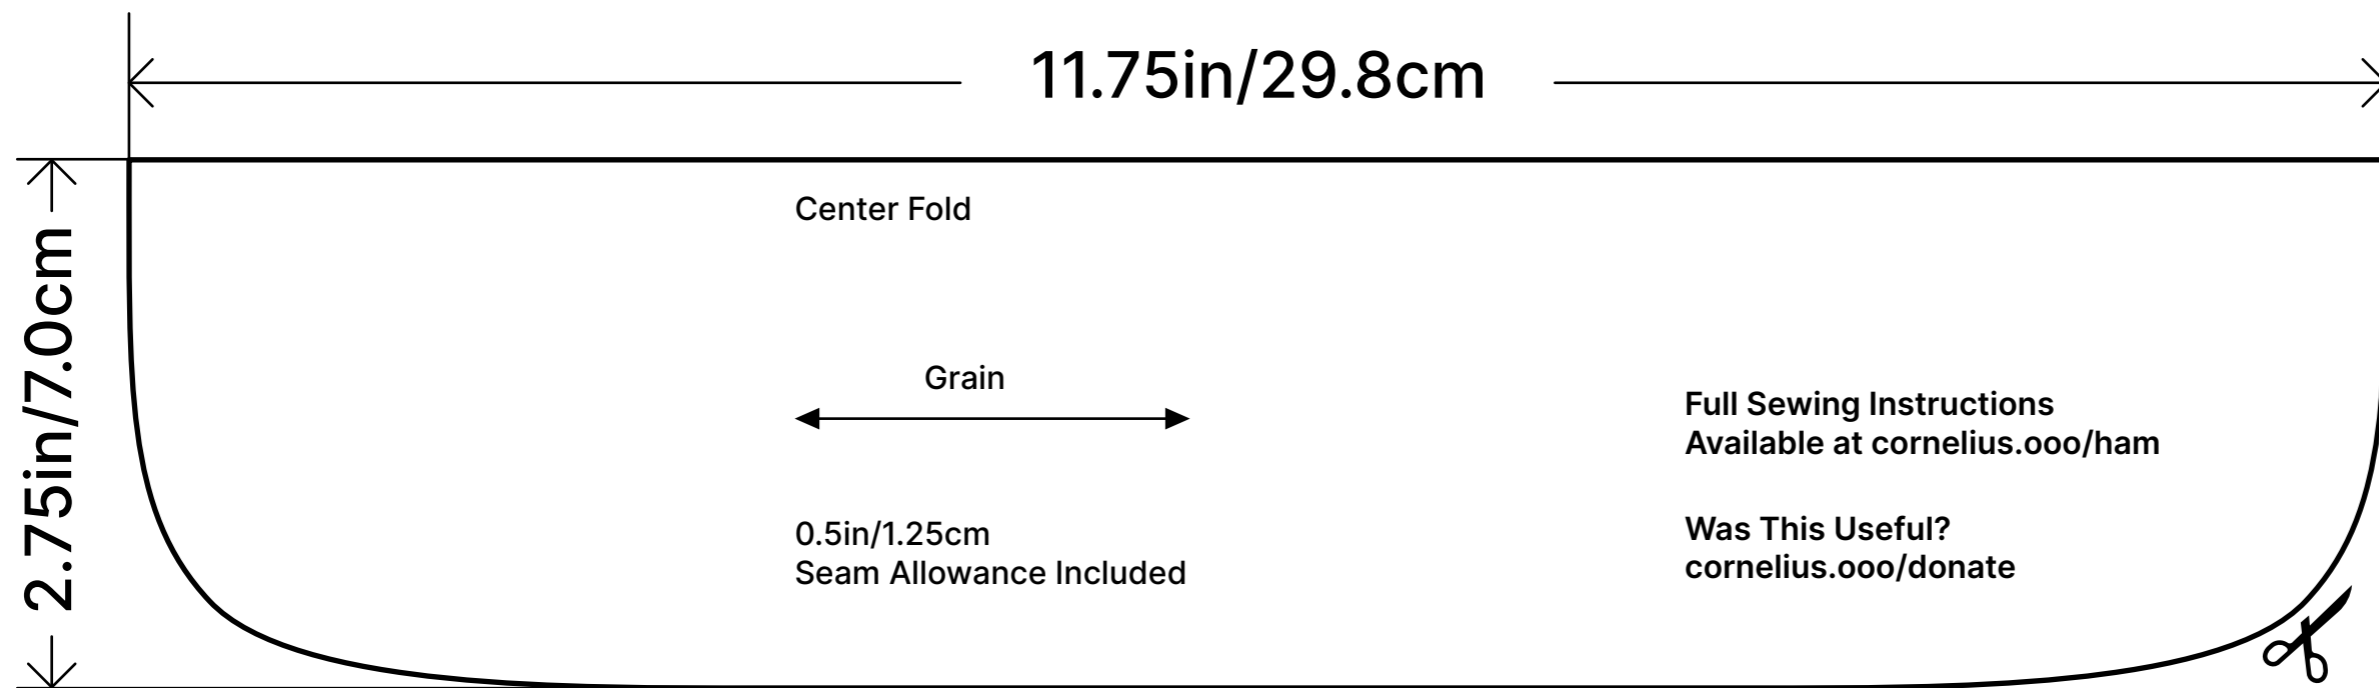 11.75in/29.8cm
2.75in/7.0cm
Center Fold
Grain
0.5in/1.25cm
Seam Allowance Included
Full Sewing Instructions
Available at cornelius.ooo/ham
Was This Useful?
cornelius.ooo/donate